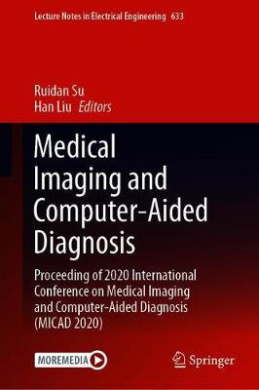 Lecture Notes in Electrical Engineering 633
Ruidan Su
Han Liu Editors
Medical
Imaging and
Computer-Aided
Diagnosis
Proceeding of 2020 International
Conference on Medical Imaging
and Computer-Aided Diagnosis
(MICAD 2020)
MOREMEDIA
Springer